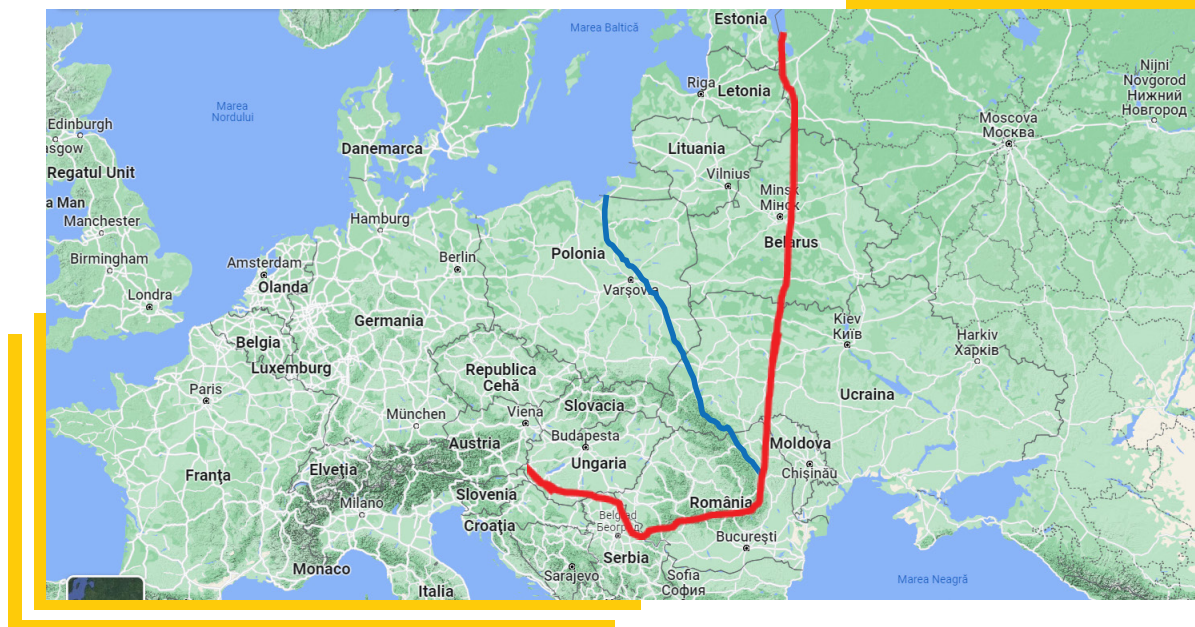 Estonia
Marea Baltică
Nijni
Novgorod
Нижний
Новгород
Riga
Letonia
Marea
Nordului
Moscova
Москва
Edinburgh
asgow
Danemarca
Lituania
Regatul Unit
Vilnius
Minsk
Мінск
a Man
Manchester
Hamburg
Belarus
Birmingham
Amsterdam
Berlin
Polonia
Olanda
Varșovia
Londra
Germania
Kiev
Київ
Harkiv
Харків
Belgia
Luxemburg
Republica
Cehă
Paris
Ucraina
Slovacia
München
Viena
Budapesta
Austria
Moldova
Ungaria
Chișinău
Elveția
Franța
Slovenia
Milano
România
Belgrad
Београд
Croația
București
Serbia
Monaco
Sarajevo
Sofia
София
Marea Neagră
Italia